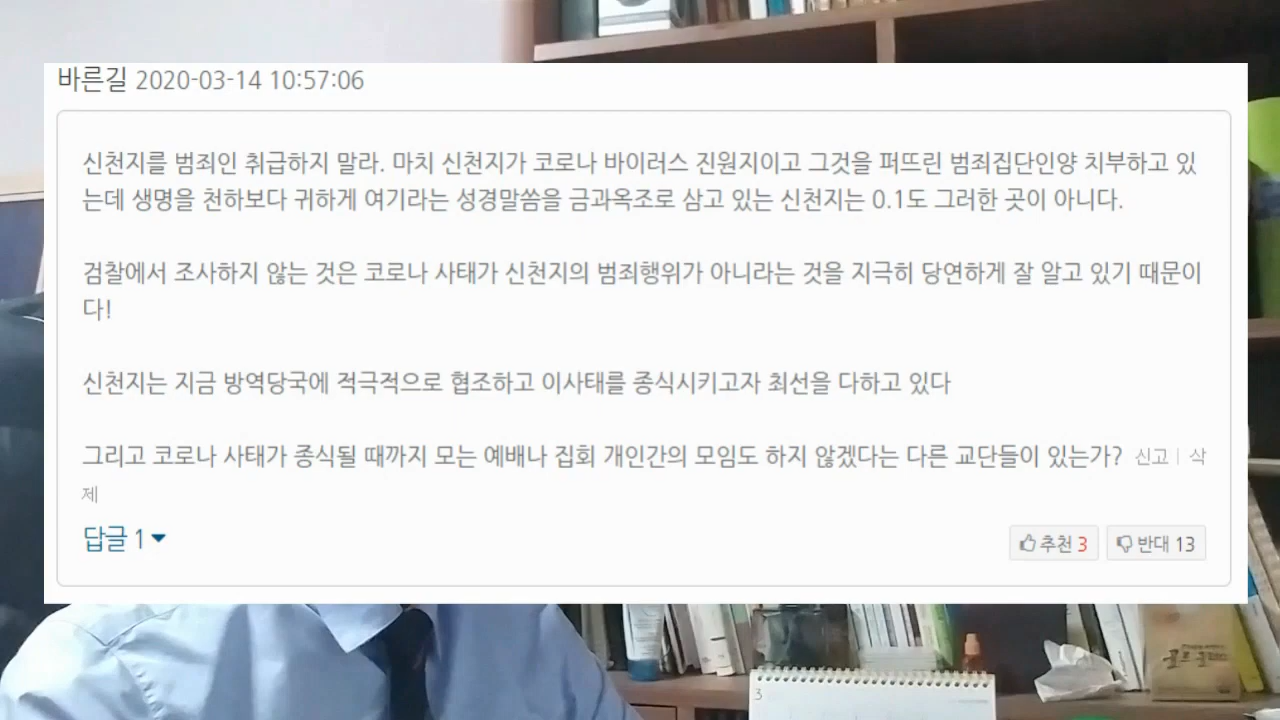 바른길 2020-03-14 10:57:06
신천지를 범죄인 취급하지 말라. 마치 신천지가 코로나 바이러스 진원지이고 그것을 퍼뜨린 범죄집단인양 치부하고 있
는데 생명을 천하보다 귀하게 여기라는 성경말씀을 금과옥조로 삼고 있는 신천지는 0.1도 그러한 곳이 아니다.
검찰에서 조사하지 않는 것은 코로나 사태가 신천지의 범죄행위가 아니라는 것을 지극히 당연하게 잘 알고 있기 때문이
다!
신천지는 지금 방역당국에 적극적으로 협조하고 이사태를 종식시키고자 최선을 다하고 있다
그리고 코로나 사태가 종식될 때까지 모는 예배나 집회 개인간의 모임도 하지 않겠다는 다른 교단들이 있는가? 신고 | 삭
제
답글 1
추천 3 반대 13
3